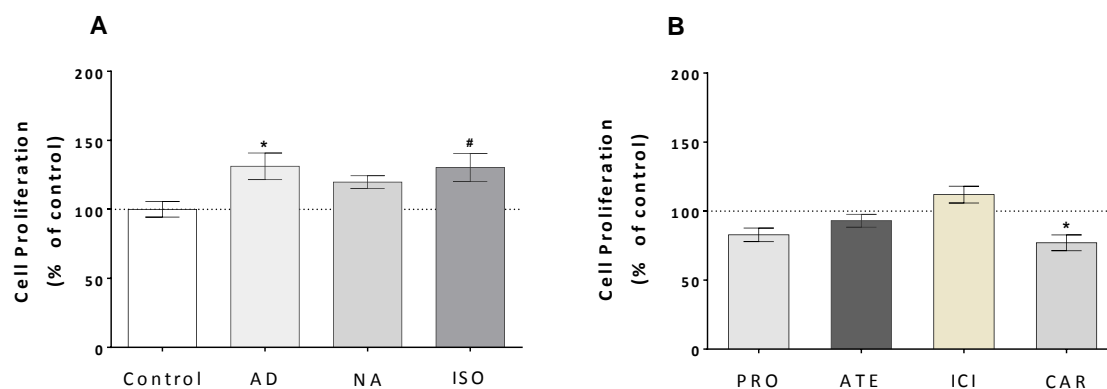 A
B
200
150
100
50
0
Cell Proliferation
(% of control)
*
#
Control AD NA ISO
200
150
100
50
0
Cell Proliferation
(% of control)
*
PRO ATE ICI CAR